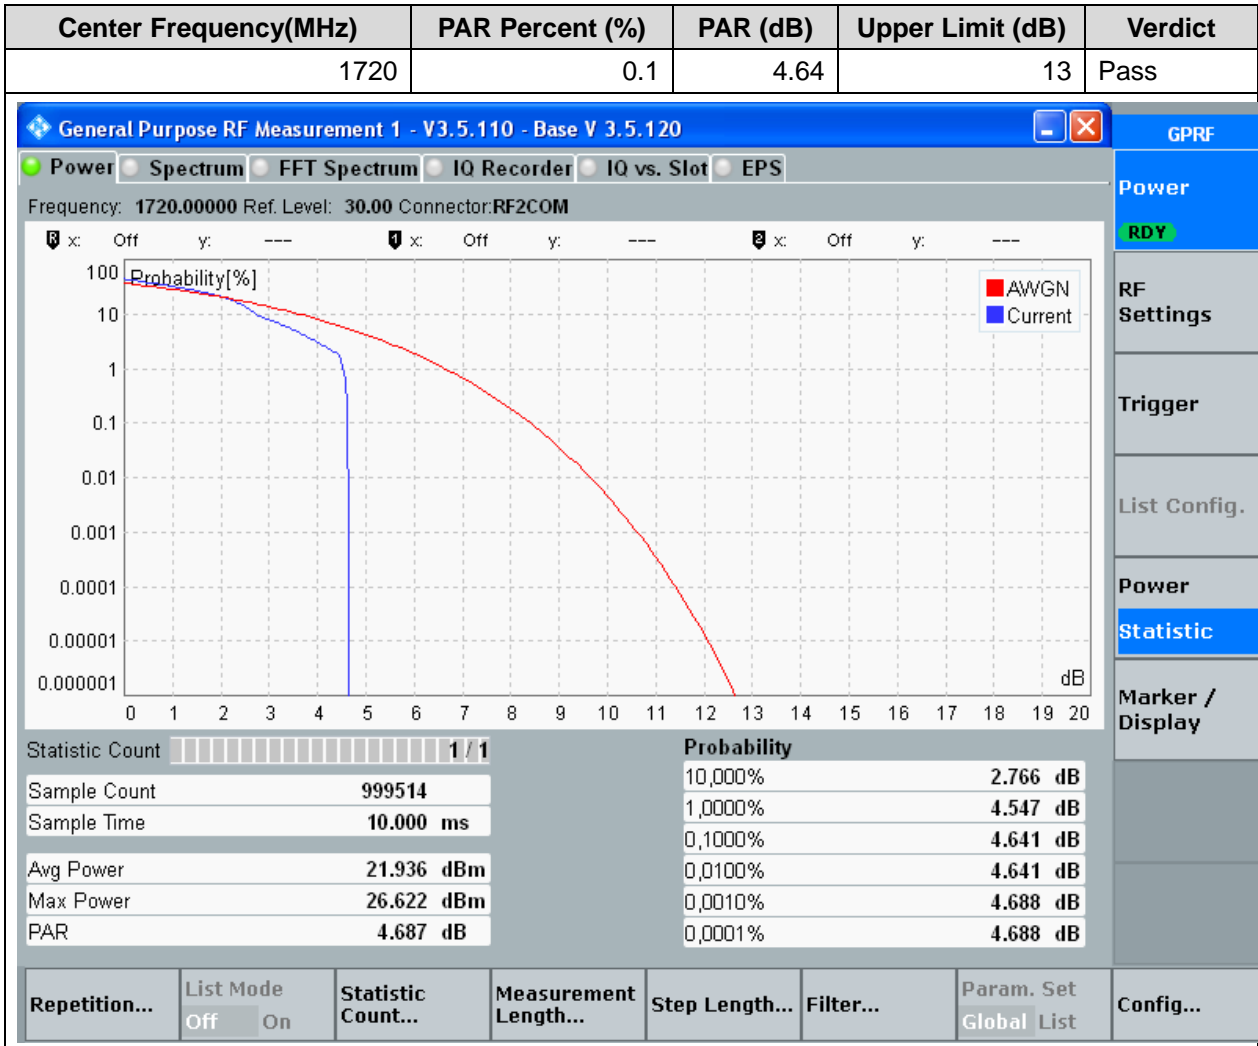 Center Frequency(MHz) PAR Percent (%) PAR (dB) Upper Limit (dB) Verdict
1720 0.1 4.64 13 Pass
General Purpose RF Measurement 1 - V3.5.110 - Base V 3.5.120
GPRF
Power Spectrum FFT Spectrum IQ Recorder IQ vs. Slot EPS
Power
RDY
Frequency: 1720.00000 Ref. Level: 30.00 Connector:RF2COM
R x: Off y: --- 1 x: Off y: --- 2 x: Off y: ---
Probability[%]
AWGN
Current
100
10
1
0.1
0.01
0.001
0.0001
0.00001
0.000001
dB
0 1 2 3 4 5 6 7 8 9 10 11 12 13 14 15 16 17 18 19 20
RF
Settings
Trigger
List Config.
Power
Statistic
Marker /
Display
Statistic Count 1 / 1
Sample Count 999514
Sample Time 10.000 ms
Avg Power 21.936 dBm
Max Power 26.622 dBm
PAR 4.687 dB
Probability
10,000% 2.766 dB
1,0000% 4.547 dB
0,1000% 4.641 dB
0,0100% 4.641 dB
0,0010% 4.688 dB
0,0001% 4.688 dB
Repetition...
List Mode
Off On
Statistic
Count...
Measurement
Length...
Step Length...
Filter...
Param. Set
Global List
Config...